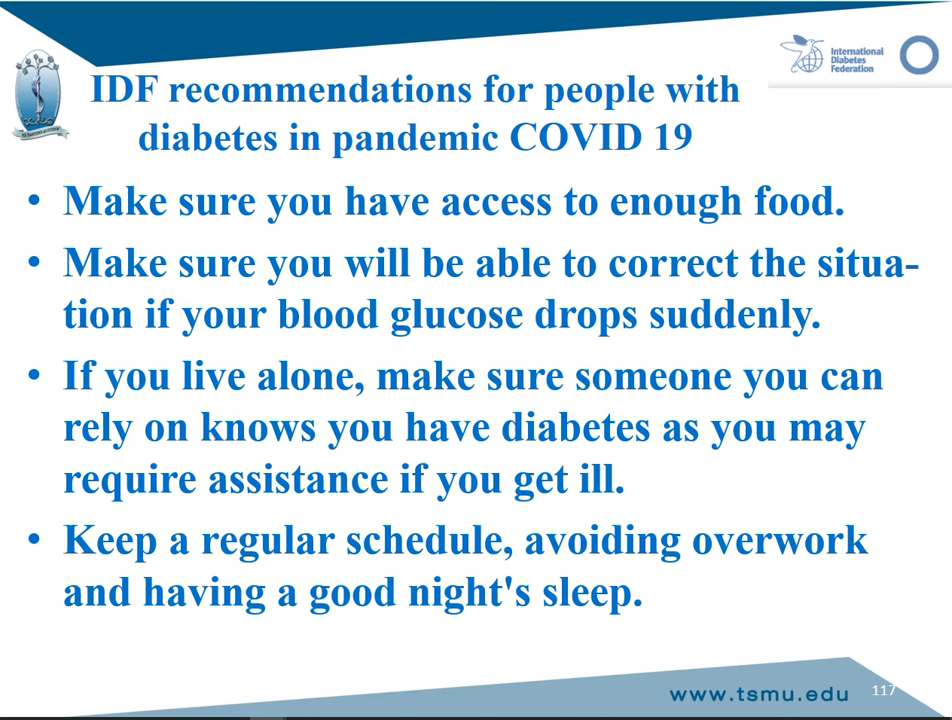 International
Diabetes
Federation
IDF recommendations for people with
diabetes in pandemic COVID 19
• Make sure you have access to enough food.
• Make sure you will be able to correct the situa-
tion if your blood glucose drops suddenly.
• If you live alone, make sure someone you can
rely on knows you have diabetes as you may
require assistance if you get ill.
• Keep a regular schedule, avoiding overwork
and having a good night's sleep.
www.tsmu.edu
117